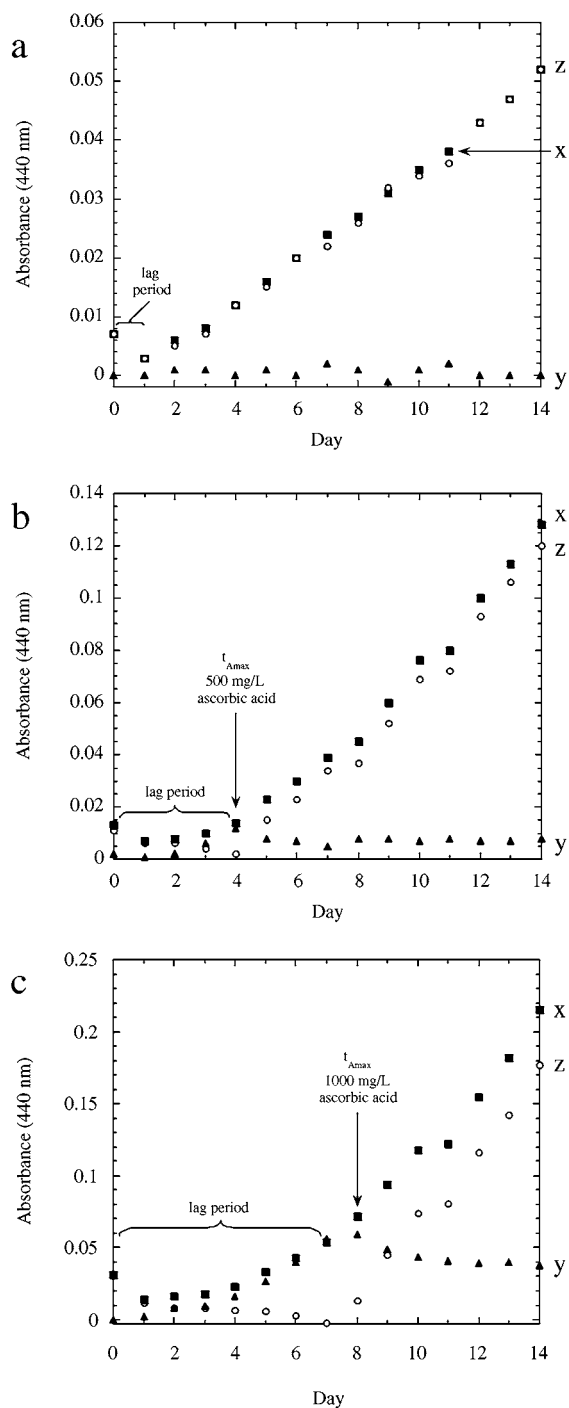 a
Absorbance (440 nm)
0.06
0.05
0.04
0.03
0.02
0.01
0
lag
period
z
x
y
0 2 4 6 8 10 12 14
Day
b
Absorbance (440 nm)
0.14
0.12
0.1
0.08
0.06
0.04
0.02
0
t Amax
500 mg/L
ascorbic acid
lag period
x
z
y
0 2 4 6 8 10 12 14
Day
c
Absorbance (440 nm)
0.25
0.2
0.15
0.1
0.05
0
t Amax
1000 mg/L
ascorbic acid
lag period
x
z
y
0 2 4 6 8 10 12 14
Day